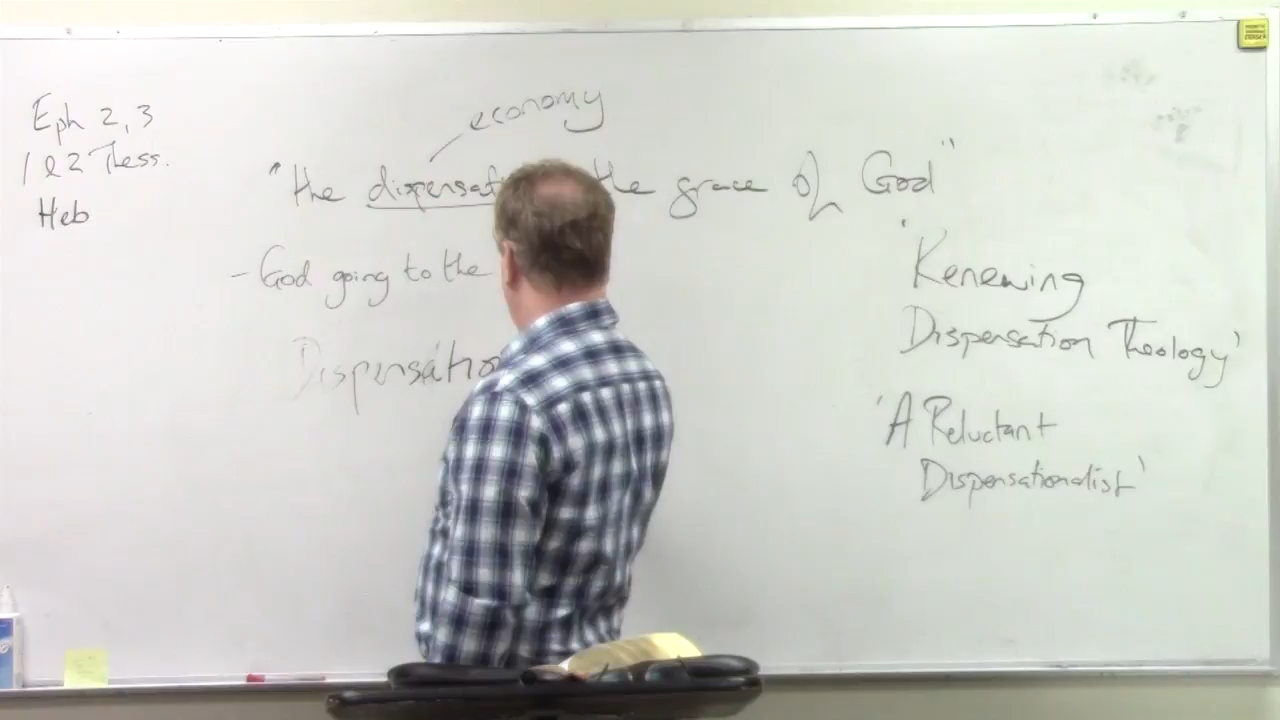 Eph 2, 3
1 & 2 Thess.
Heb
economy
"the dispensat the grace of God"
- God going to the
Dispensatio
'Renewing
Dispensation Theology'
'A Reluctant
Dispensationalist'